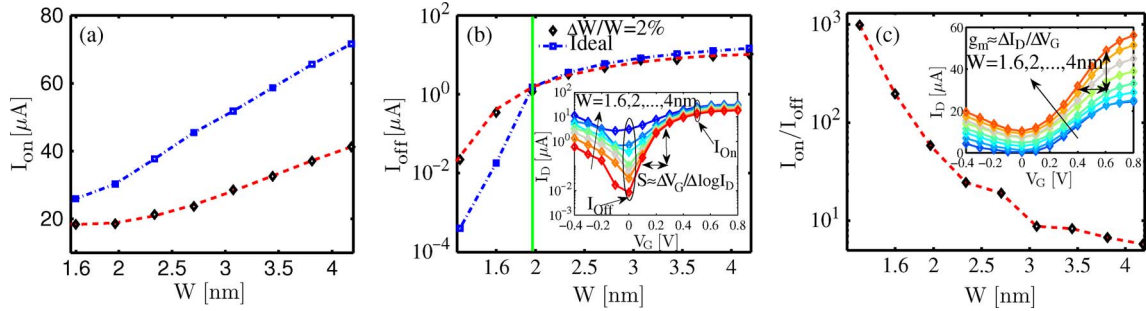 (a)
80
60
40
20
I_on [μA]
1.6 2 2.5 3 3.5 4
W [nm]
(b)
ΔW/W=2%
Ideal
10^2
10^0
10^-2
10^-4
I_off [μA]
1.6 2 2.5 3 3.5 4
W [nm]
W=1.6,2,...,4nm
10^2
10^1
10^-2
10^-3
I_D [μA]
I_On
S≈ΔV_G/ΔlogI_D
I_Off
−0.4 −0.2 0 0.2 0.4 0.6 0.8
V_G [V]
(c)
10^3
10^2
10^1
I_on/I_off
1.6 2 2.5 3 3.5 4
W [nm]
g_m≈ΔI_D/ΔV_G
W=1.6,2,...,4nm
60
40
20
0
I_D [μA]
−0.4 −0.2 0 0.2 0.4 0.6 0.8
V_G [V]